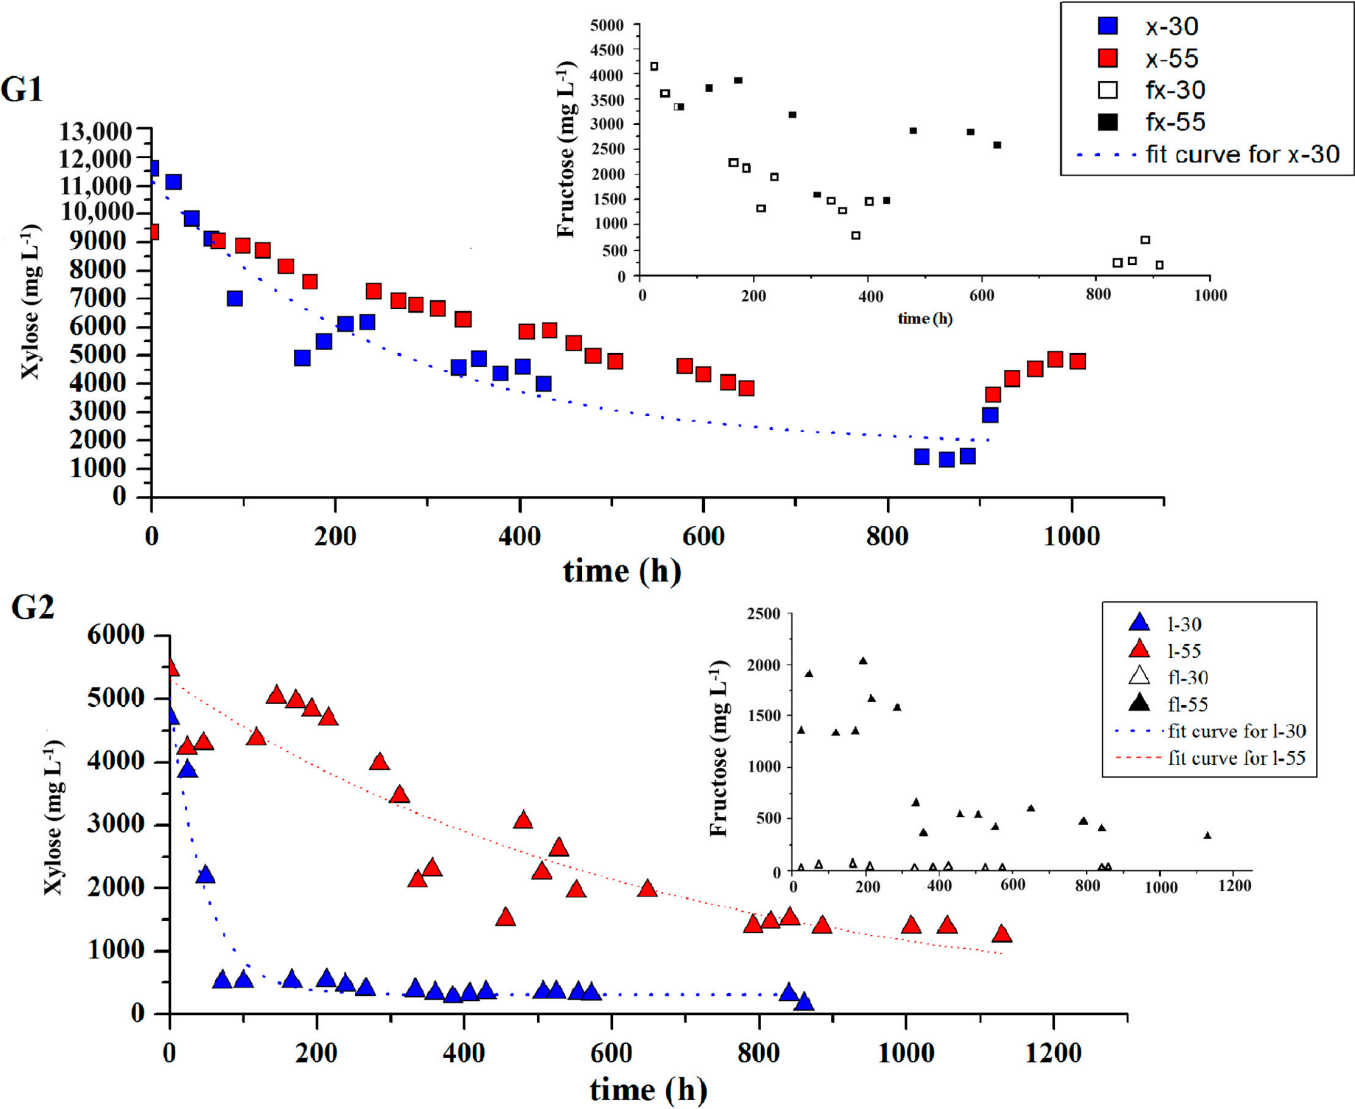 G1
13,000
12,000
11,000
10,000
9000
8000
7000
6000
5000
4000
3000
2000
1000
0
Xylose (mg L-1)
0 200 400 600 800 1000
time (h)
5000
4500
4000
3500
3000
2500
2000
1500
1000
500
0
Fructose (mg L-1)
0 200 400 600 800 1000
time (h)
x-30
x-55
fx-30
fx-55
fit curve for x-30
G2
6000
5000
4000
3000
2000
1000
0
Xylose (mg L-1)
0 200 400 600 800 1000 1200
time (h)
2500
2000
1500
1000
500
0
Fructose (mg L-1)
0 200 400 600 800 1000 1200
l-30
l-55
fl-30
fl-55
fit curve for l-30
fit curve for l-55